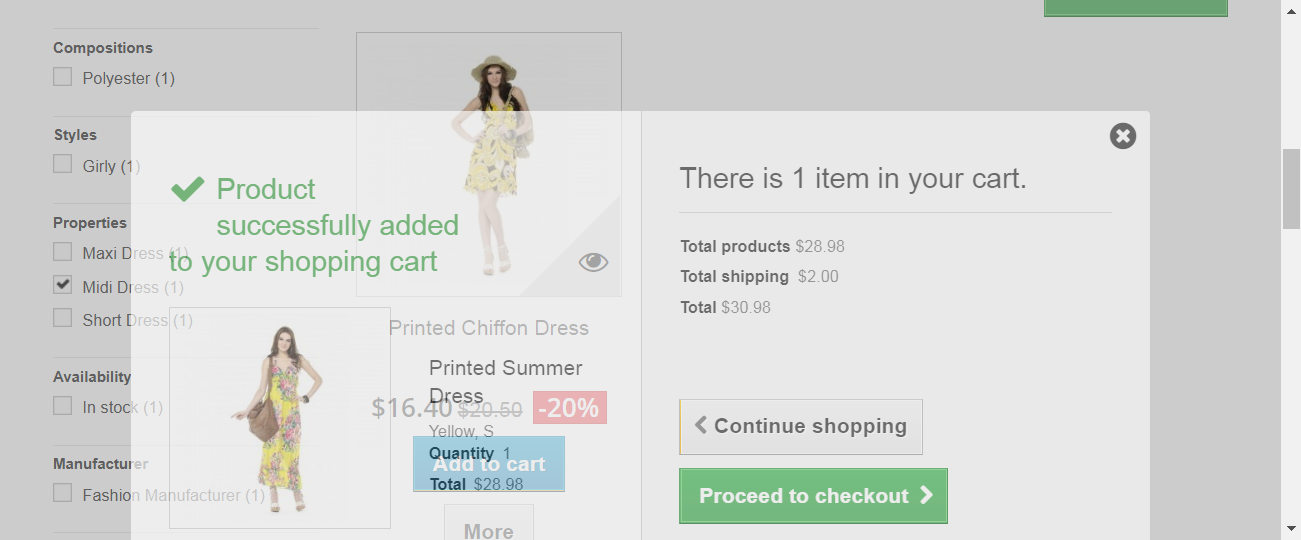 Compositions
Polyester (1)
Styles
Girly (1)
Properties
Maxi Dress (1)
Midi Dress (1)
Short Dress (1)
Availability
In stock (1)
Manufacturer
Fashion Manufacturer (1)
Product
successfully added
to your shopping cart
Printed Chiffon Dress
$16.40 $20.50 -20%
Add to cart
More
Printed Summer
Dress
Yellow, S
Quantity 1
Total $28.98
There is 1 item in your cart.
Total products $28.98
Total shipping $2.00
Total $30.98
Continue shopping
Proceed to checkout